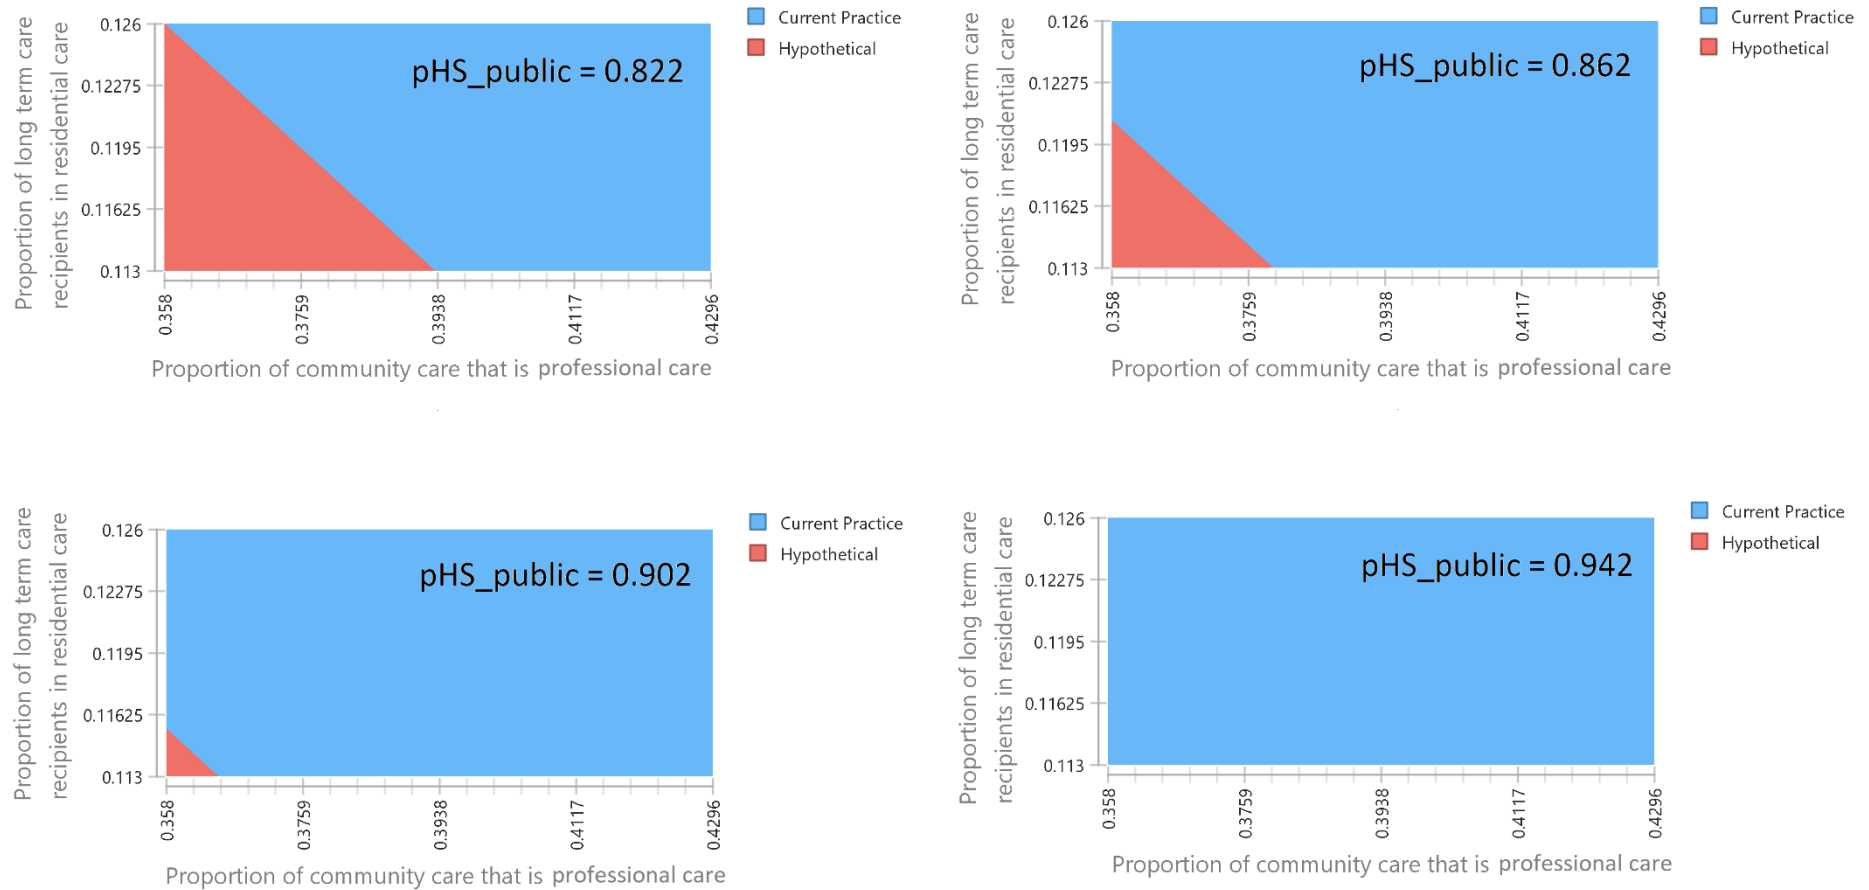 Proportion of long term care
recipients in residential care
0.126
0.12275
0.1195
0.11625
0.113
0.358
0.3759
0.3938
0.4117
0.4296
Proportion of community care that is professional care
pHS_public = 0.822
Current Practice
Hypothetical
Proportion of long term care
recipients in residential care
0.126
0.12275
0.1195
0.11625
0.113
0.358
0.3759
0.3938
0.4117
0.4296
Proportion of community care that is professional care
pHS_public = 0.862
Current Practice
Hypothetical
Proportion of long term care
recipients in residential care
0.126
0.12275
0.1195
0.11625
0.113
0.358
0.3759
0.3938
0.4117
0.4296
Proportion of community care that is professional care
pHS_public = 0.902
Current Practice
Hypothetical
Proportion of long term care
recipients in residential care
0.126
0.12275
0.1195
0.11625
0.113
0.358
0.3759
0.3938
0.4117
0.4296
Proportion of community care that is professional care
pHS_public = 0.942
Current Practice
Hypothetical